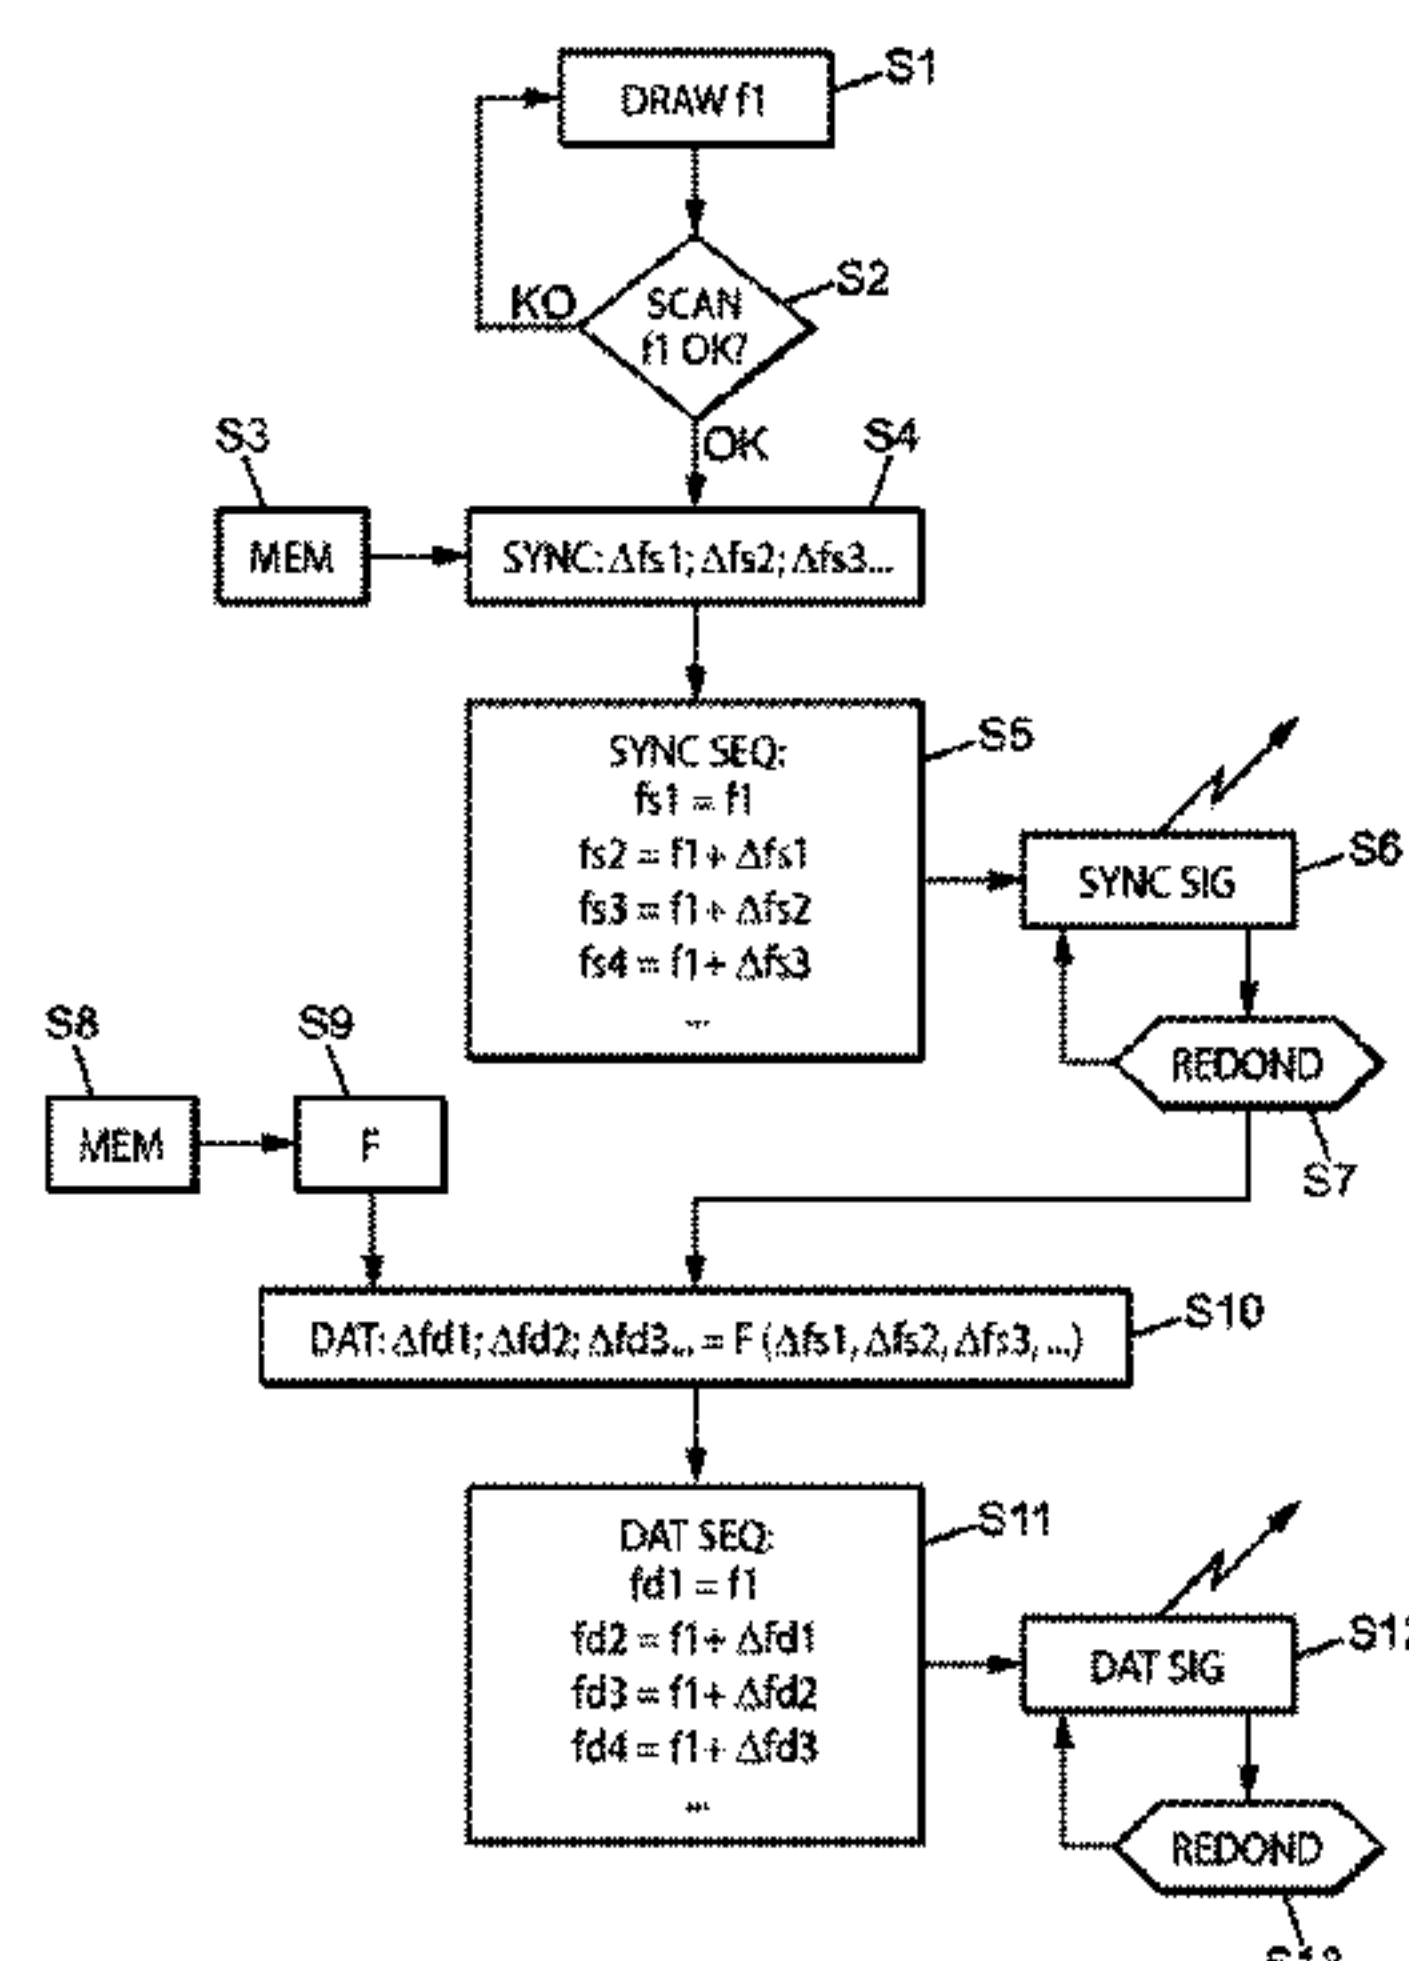 S1
DRAW f1
S2
SCAN
f1 OK?
KO
OK
S3
S4
MEM
SYNC: Δfs1; Δfs2; Δfs3...
S5
SYNC SEQ:
fs1 = f1
fs2 = f1 + Δfs1
fs3 = f1 + Δfs2
fs4 = f1 + Δfs3
...
S6
SYNC SIG
REDOND
S7
S8
S9
MEM
F
S10
DAT: Δfd1; Δfd2; Δfd3... = F (Δfs1, Δfs2, Δfs3, ...)
S11
DAT SEQ:
fd1 = f1
fd2 = f1 + Δfd1
fd3 = f1 + Δfd2
fd4 = f1 + Δfd3
...
S12
DAT SIG
REDOND